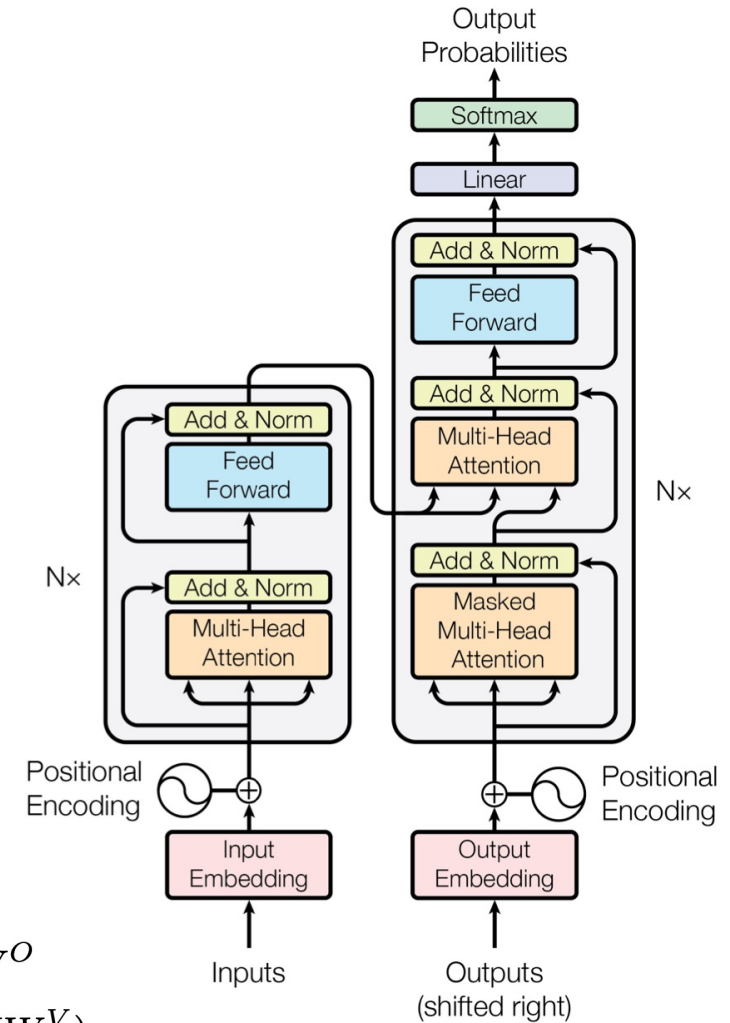 Output
Probabilities
Softmax
Linear
Add & Norm
Feed
Forward
Add & Norm
Multi-Head
Attention
Nx
Add & Norm
Masked
Multi-Head
Attention
Add & Norm
Feed
Forward
Nx
Add & Norm
Multi-Head
Attention
Positional
Encoding
Positional
Encoding
Input
Embedding
Output
Embedding
Inputs
Outputs
(shifted right)
O
V